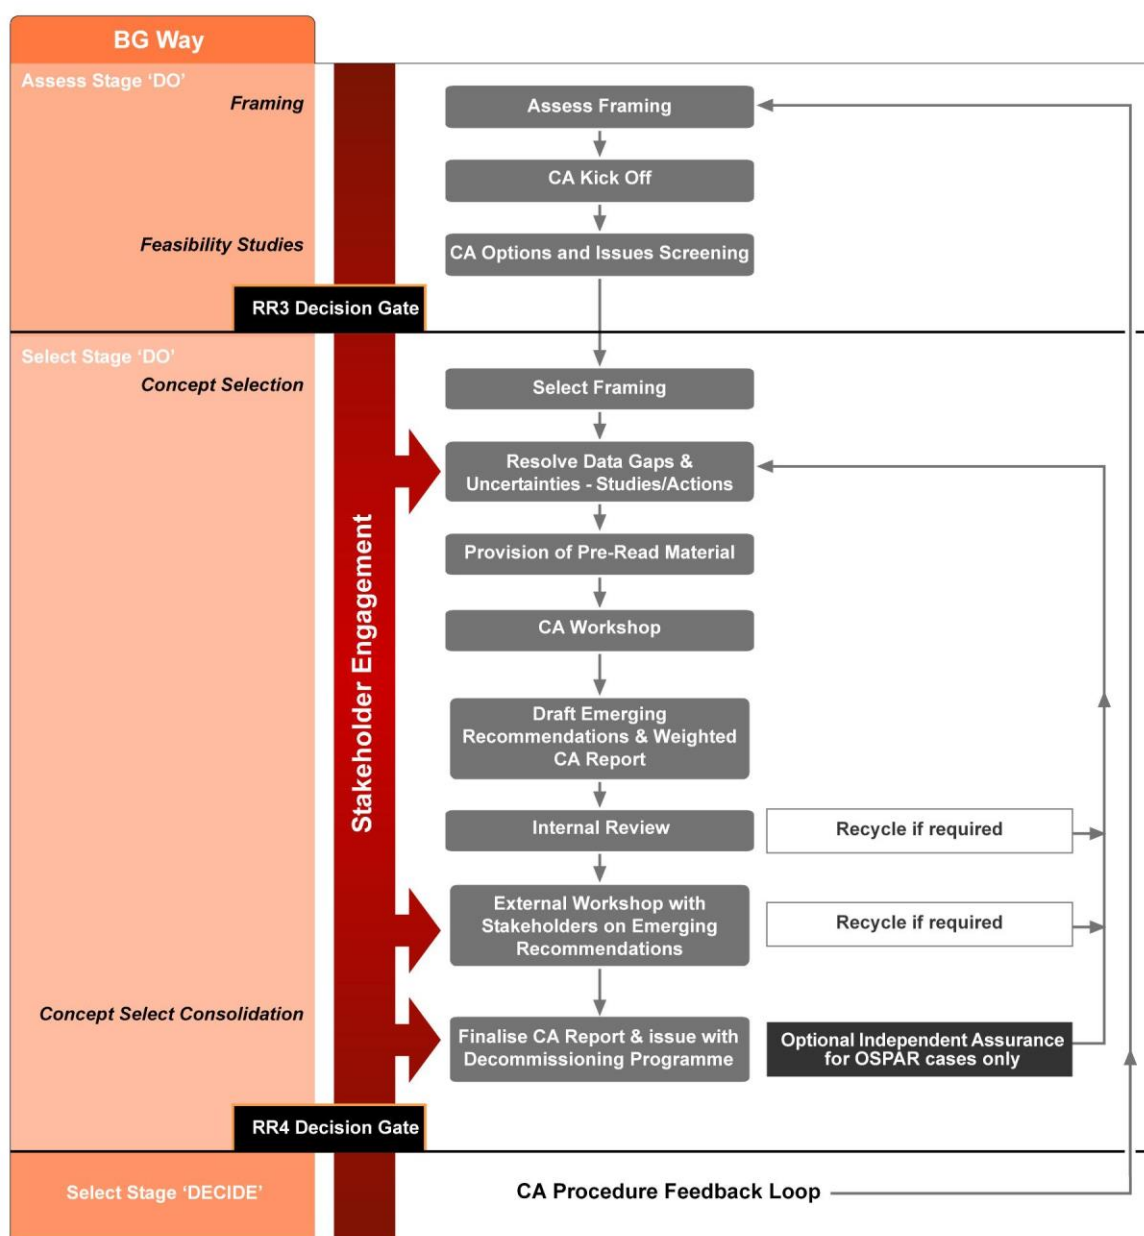 BG Way
Assess Stage ‘DO’
Framing
Assess Framing
CA Kick Off
Feasibility Studies
CA Options and Issues Screening
RR3 Decision Gate
Select Stage ‘DO’
Concept Selection
Select Framing
Stakeholder Engagement
Resolve Data Gaps &
Uncertainties - Studies/Actions
Provision of Pre-Read Material
CA Workshop
Draft Emerging
Recommendations & Weighted
CA Report
Internal Review
Recycle if required
External Workshop with
Stakeholders on Emerging
Recommendations
Recycle if required
Concept Select Consolidation
Finalise CA Report & issue with
Decommissioning Programme
Optional Independent Assurance
for OSPAR cases only
RR4 Decision Gate
Select Stage ‘DECIDE’
CA Procedure Feedback Loop